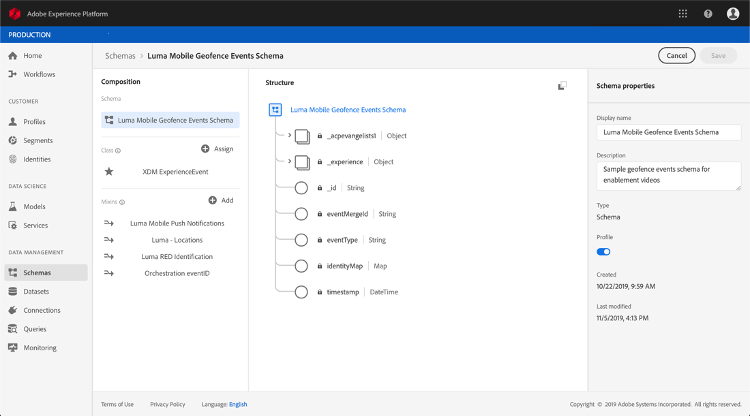 Adobe Experience Platform
PRODUCTION
Home
Workflows
CUSTOMER
Profiles
Segments
Identities
DATA SCIENCE
Models
Services
DATA MANAGEMENT
Schemas
Datasets
Connections
Queries
Monitoring
Schemas > Luma Mobile Geofence Events Schema
Cancel
Save
Composition
Schema
Luma Mobile Geofence Events Schema
Class
Assign
XDM ExperienceEvent
Mixins
Add
Luma Mobile Push Notifications
Luma - Locations
Luma RED Identification
Orchestration eventID
Structure
Luma Mobile Geofence Events Schema
_acpevangelists1 | Object
_experience | Object
_id | String
eventMergeId | String
eventType | String
identityMap | Map
timestamp | DateTime
Schema properties
Display name
Luma Mobile Geofence Events Schema
Description
Sample geofence events schema for
enablement videos
Type
Schema
Profile
Created
10/22/2019, 9:59 AM
Last modified
11/5/2019, 4:13 PM
Terms of Use
Privacy Policy
Language: English
Copyright © 2019 Adobe Systems Incorporated. All rights reserved.